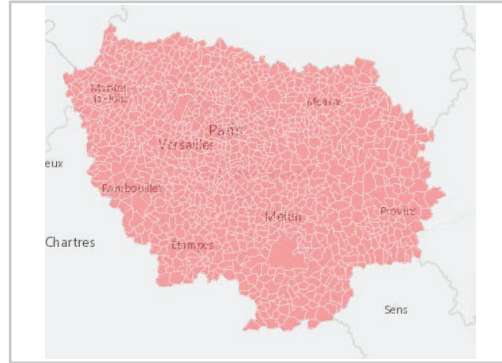 Mantes-
la-Jolie
Meaux
Paris
Versailles
eux
Rambouillet
Melun
Provins
Chartres
Étampes
Sens